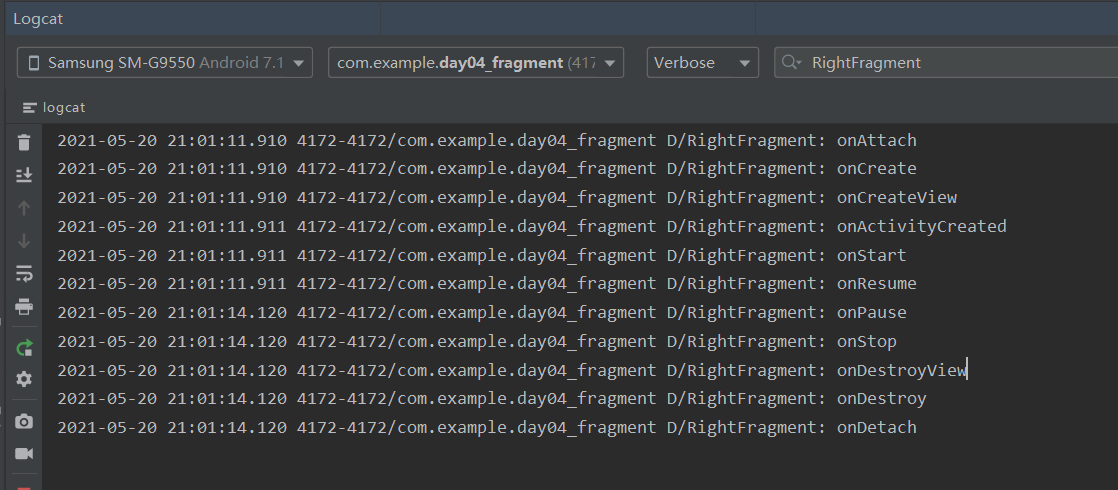 Logcat
Samsung SM-G9550 Android 7.1 com.example.day04_fragment (417 Verbose RightFragment
logcat
2021-05-20 21:01:11.910 4172-4172/com.example.day04_fragment D/RightFragment: onAttach
2021-05-20 21:01:11.910 4172-4172/com.example.day04_fragment D/RightFragment: onCreate
2021-05-20 21:01:11.910 4172-4172/com.example.day04_fragment D/RightFragment: onCreateView
2021-05-20 21:01:11.911 4172-4172/com.example.day04_fragment D/RightFragment: onActivityCreated
2021-05-20 21:01:11.911 4172-4172/com.example.day04_fragment D/RightFragment: onStart
2021-05-20 21:01:11.911 4172-4172/com.example.day04_fragment D/RightFragment: onResume
2021-05-20 21:01:14.120 4172-4172/com.example.day04_fragment D/RightFragment: onPause
2021-05-20 21:01:14.120 4172-4172/com.example.day04_fragment D/RightFragment: onStop
2021-05-20 21:01:14.120 4172-4172/com.example.day04_fragment D/RightFragment: onDestroyView
2021-05-20 21:01:14.120 4172-4172/com.example.day04_fragment D/RightFragment: onDestroy
2021-05-20 21:01:14.120 4172-4172/com.example.day04_fragment D/RightFragment: onDetach